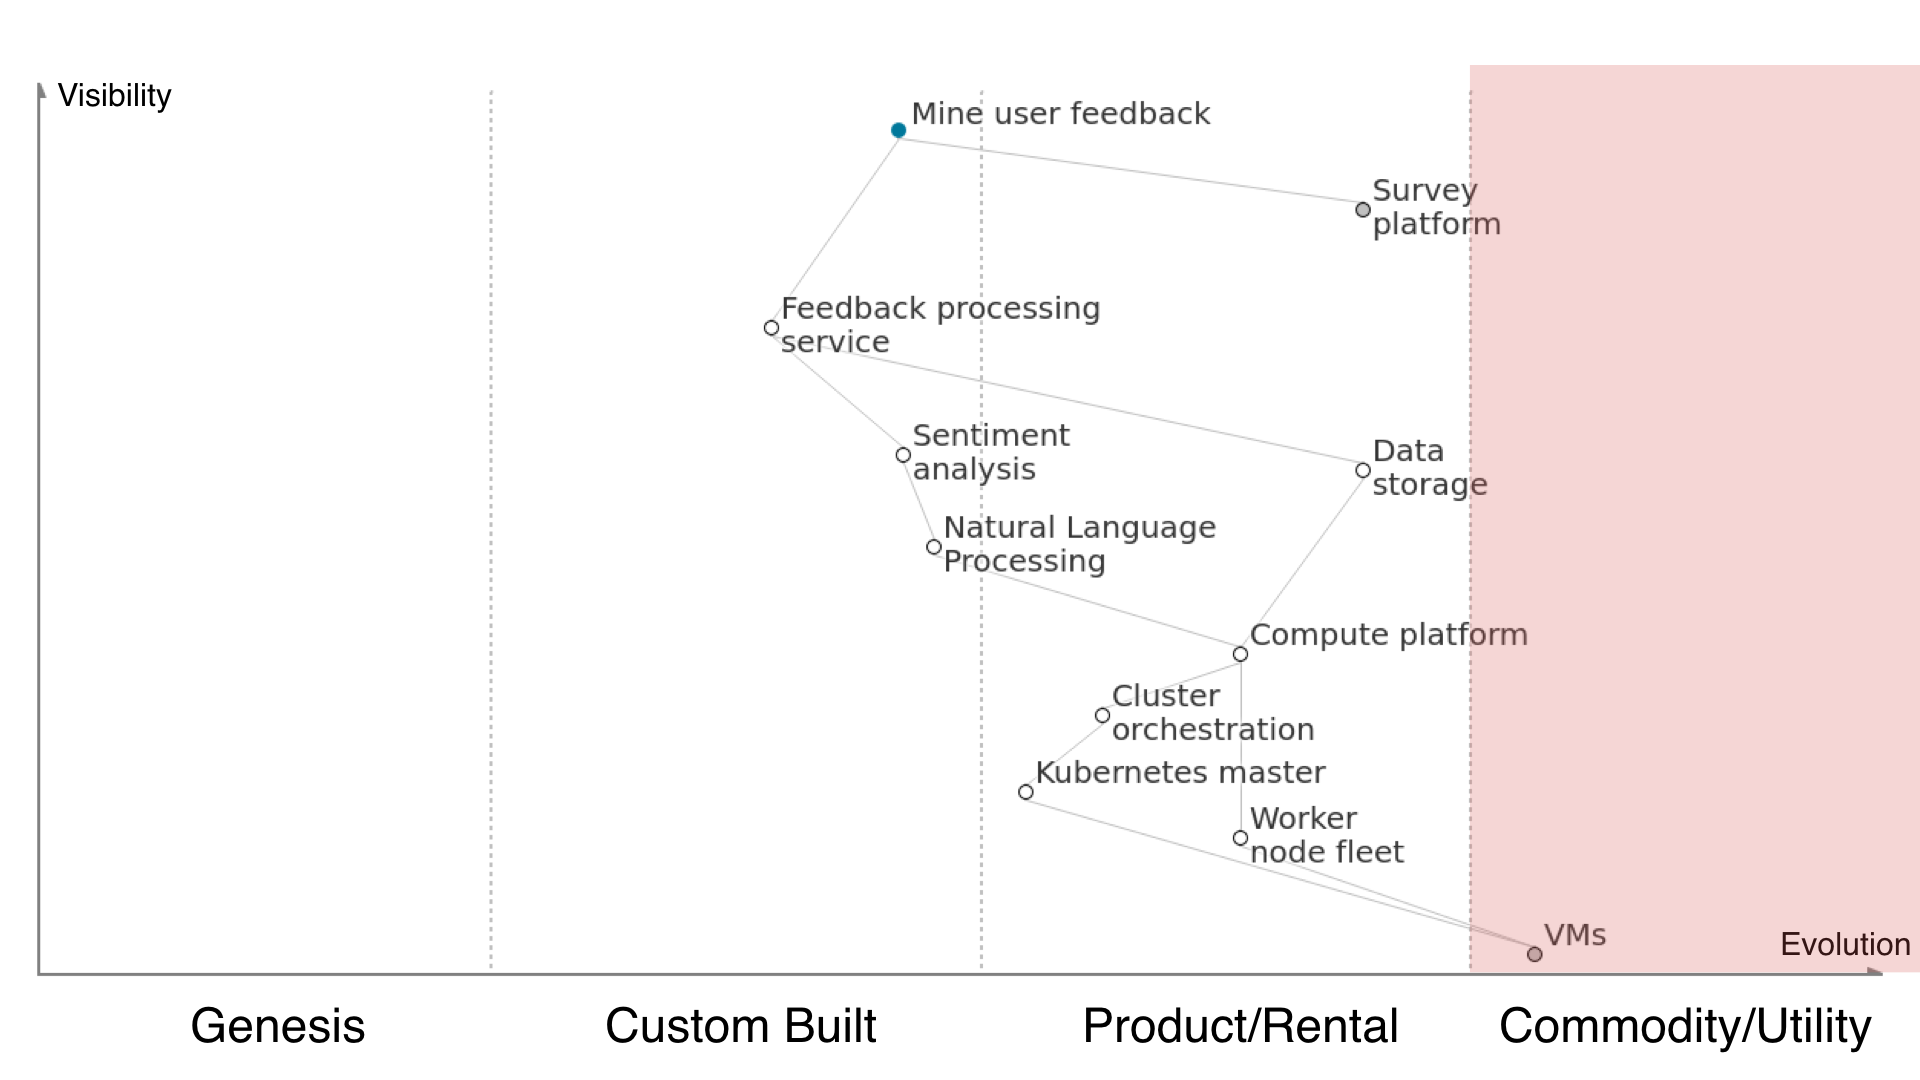 Visibility
Mine user feedback
Survey
platform
Feedback processing
service
Sentiment
analysis
Data
storage
Natural Language
Processing
Compute platform
Cluster
orchestration
Kubernetes master
Worker
node fleet
VMs
Evolution
Genesis
Custom Built
Product/Rental
Commodity/Utility